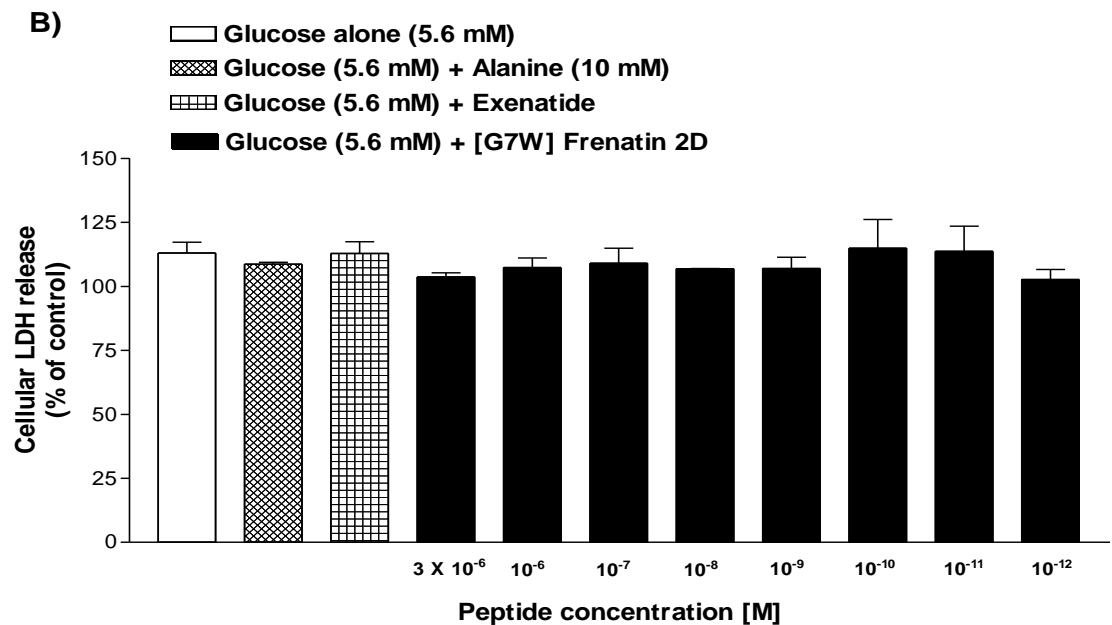 B)
Glucose alone (5.6 mM)
Glucose (5.6 mM) + Alanine (10 mM)
Glucose (5.6 mM) + Exenatide
Glucose (5.6 mM) + [G7W] Frenatin 2D
Cellular LDH release
(% of control)
150
125
100
75
50
25
0
3 X 10⁻⁶ 10⁻⁶ 10⁻⁷ 10⁻⁸ 10⁻⁹ 10⁻¹⁰ 10⁻¹¹ 10⁻¹²
Peptide concentration [M]